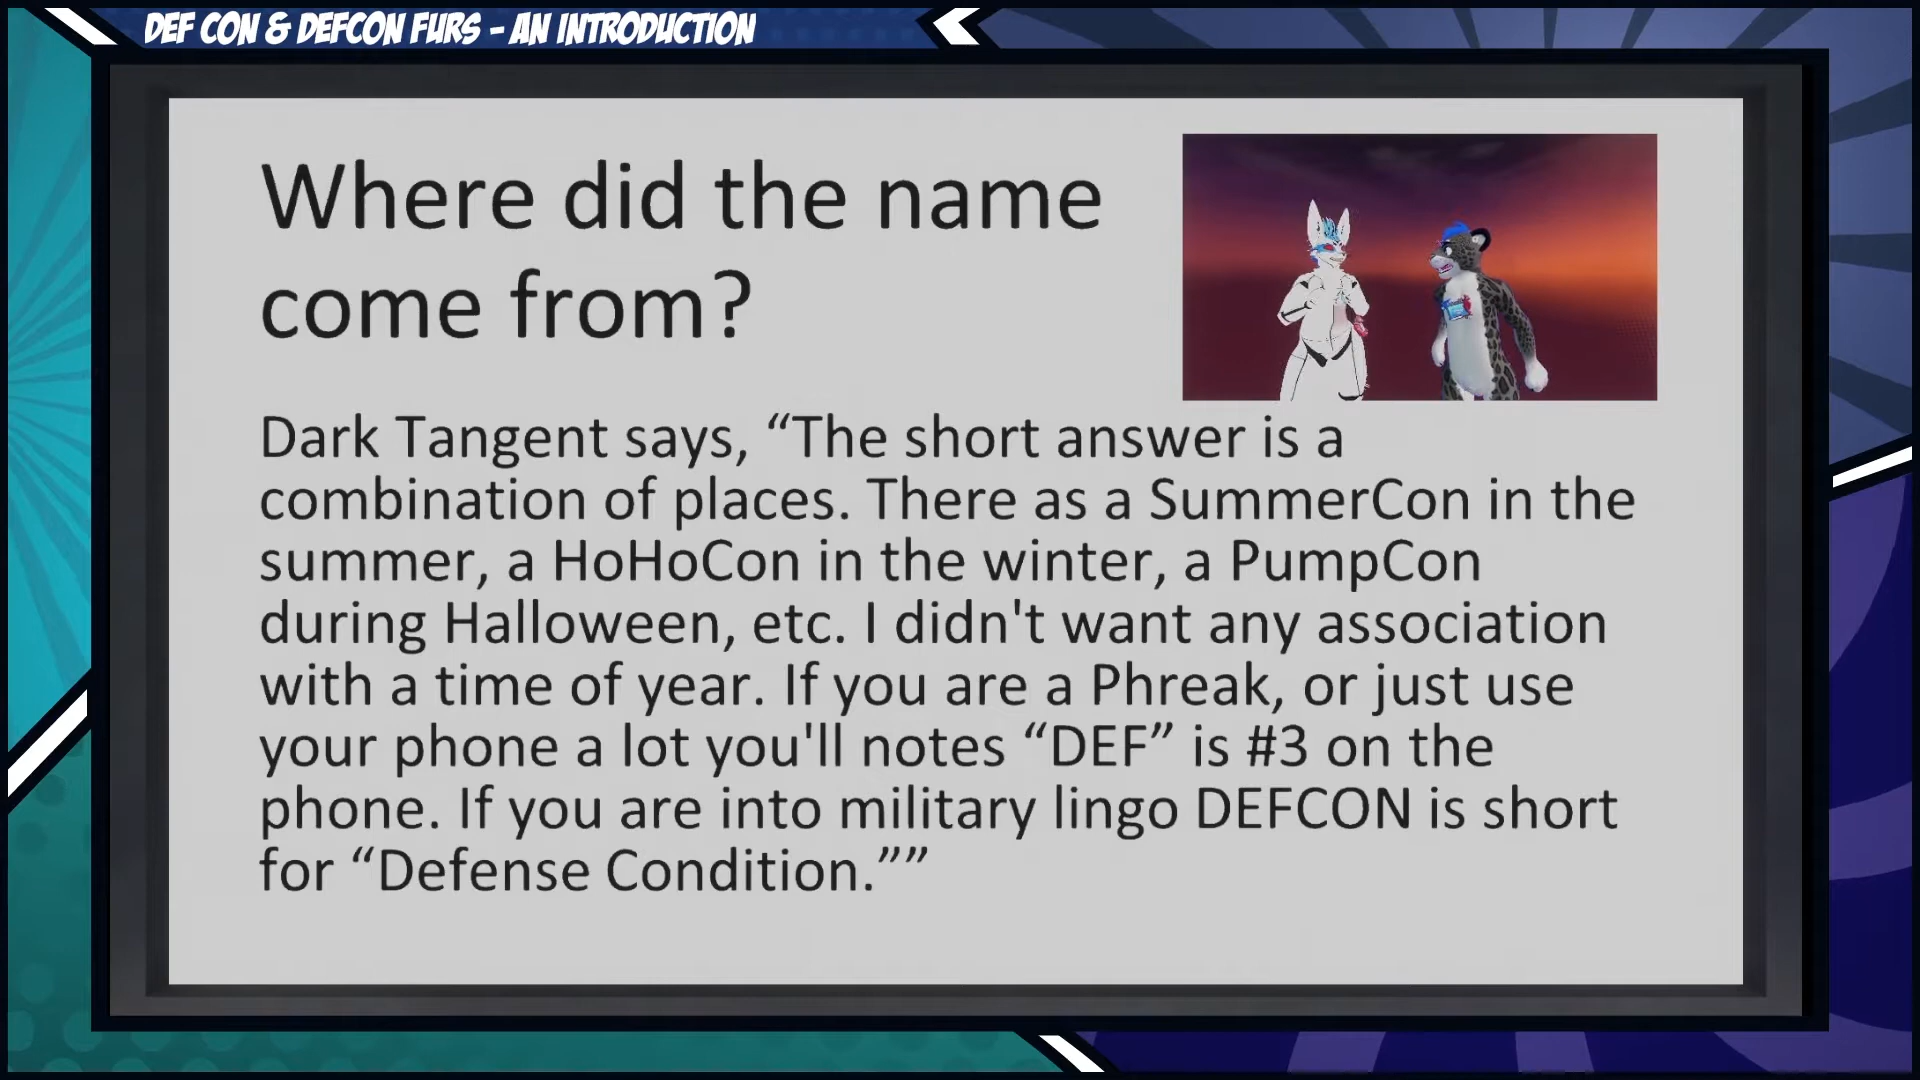 DEF CON & DEFCON FURS - AN INTRODUCTION
Where did the name
come from?
Dark Tangent says, “The short answer is a
combination of places. There as a SummerCon in the
summer, a HoHoCon in the winter, a PumpCon
during Halloween, etc. I didn't want any association
with a time of year. If you are a Phreak, or just use
your phone a lot you'll notes “DEF” is #3 on the
phone. If you are into military lingo DEFCON is short
for “Defense Condition.””